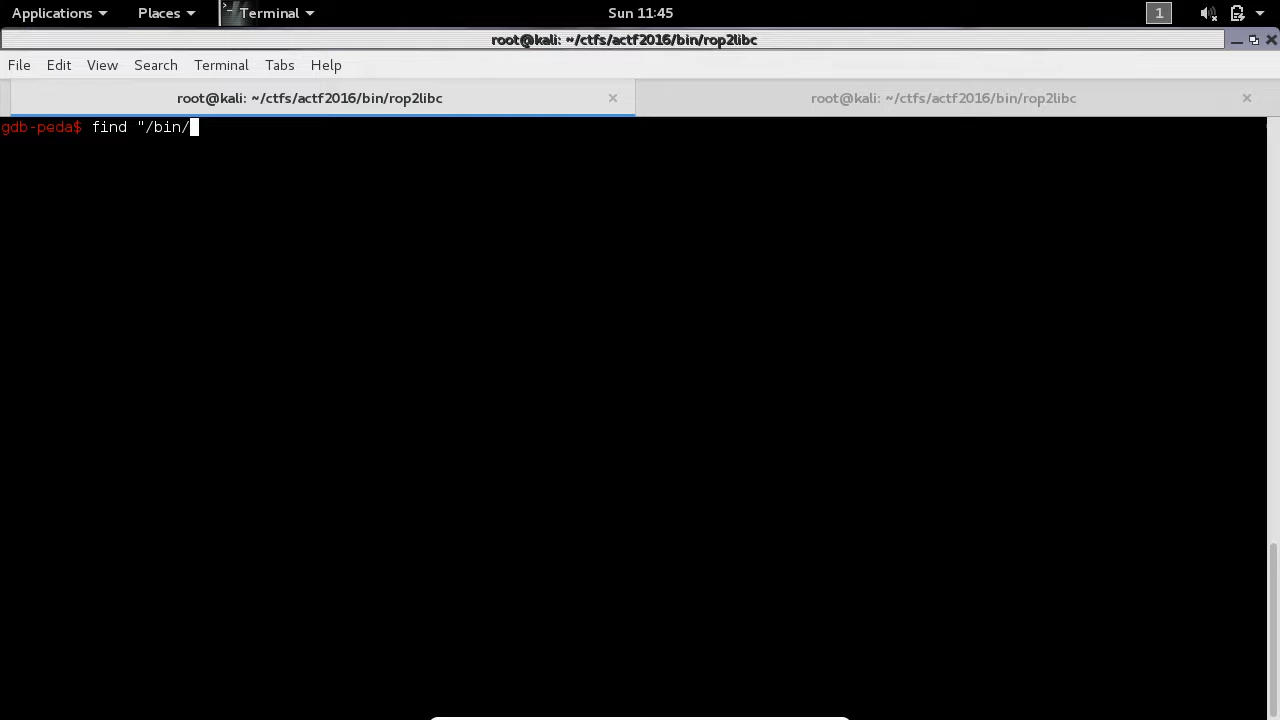 Applications Places Terminal Sun 11:45 1
root@kali: ~/ctfs/actf2016/bin/rop2libc
File Edit View Search Terminal Tabs Help
root@kali: ~/ctfs/actf2016/bin/rop2libc × root@kali: ~/ctfs/actf2016/bin/rop2libc ×
gdb-peda$ find "/bin/